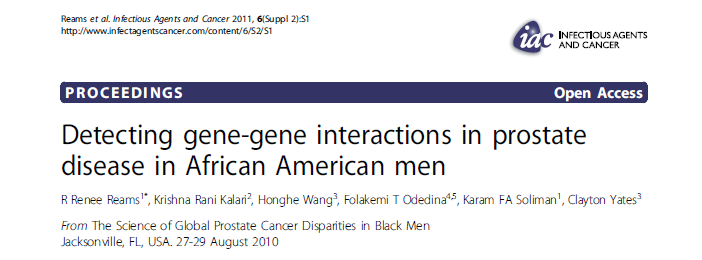 Reams et al. Infectious Agents and Cancer 2011, 6(Suppl 2):S1
http://www.infectagentscancer.com/content/6/S2/S1
iac INFECTIOUS AGENTS
AND CANCER
PROCEEDINGS Open Access
Detecting gene-gene interactions in prostate
disease in African American men
R Renee Reams1*, Krishna Rani Kalari2, Honghe Wang3, Folakemi T Odedina4,5, Karam FA Soliman1, Clayton Yates3
From The Science of Global Prostate Cancer Disparities in Black Men
Jacksonville, FL, USA. 27-29 August 2010